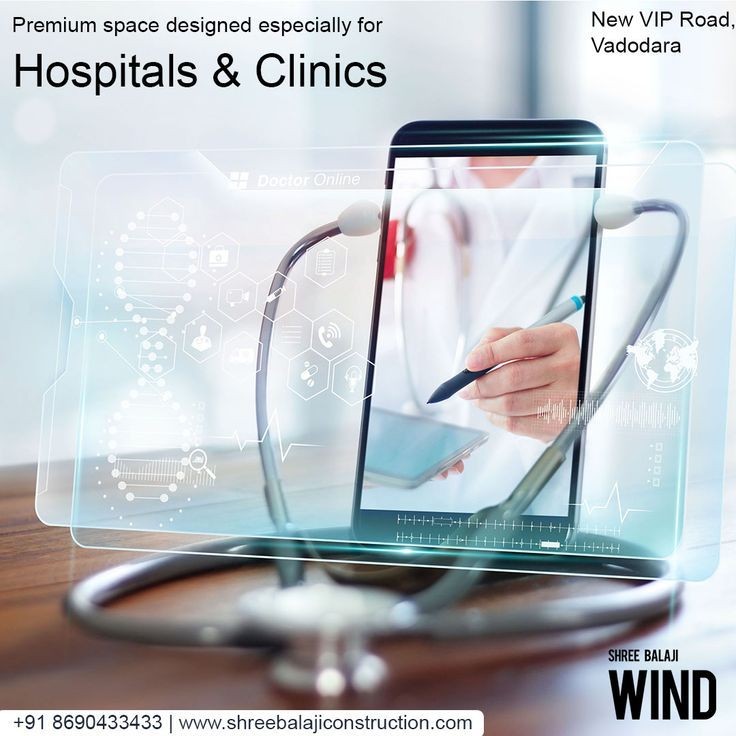 Premium space designed especially for
Hospitals & Clinics
New VIP Road,
Vadodara
Doctor Online
SHREE BALAJI
WIND
+91 8690433433 | www.shreebalajiconstruction.com